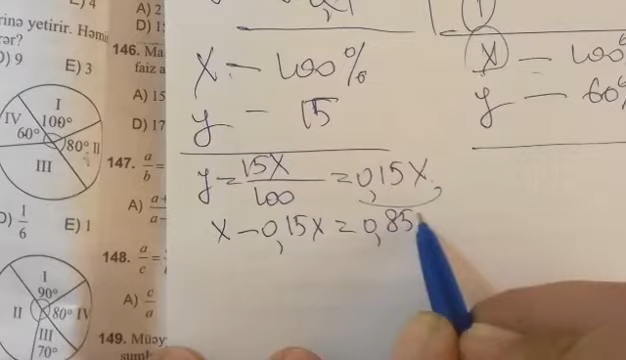 E) 4
A) 2
rinə yetirir. Həm
D) 1
rər?
146. Ma
faiz a
) 9
E) 3
A) 15
D) 17
I
100°
IV
60°
80° II
III
147. a/b =
A)
D) 1/6
E) 1
148. a/c =
A) c/a
I
90°
II
80° IV
III
70°
149. Müəy
sumb
x — 100%
y — 15
y = 15x/100 = 0,15x
x − 0,15x = 0,85
x — 100%
y — 60%